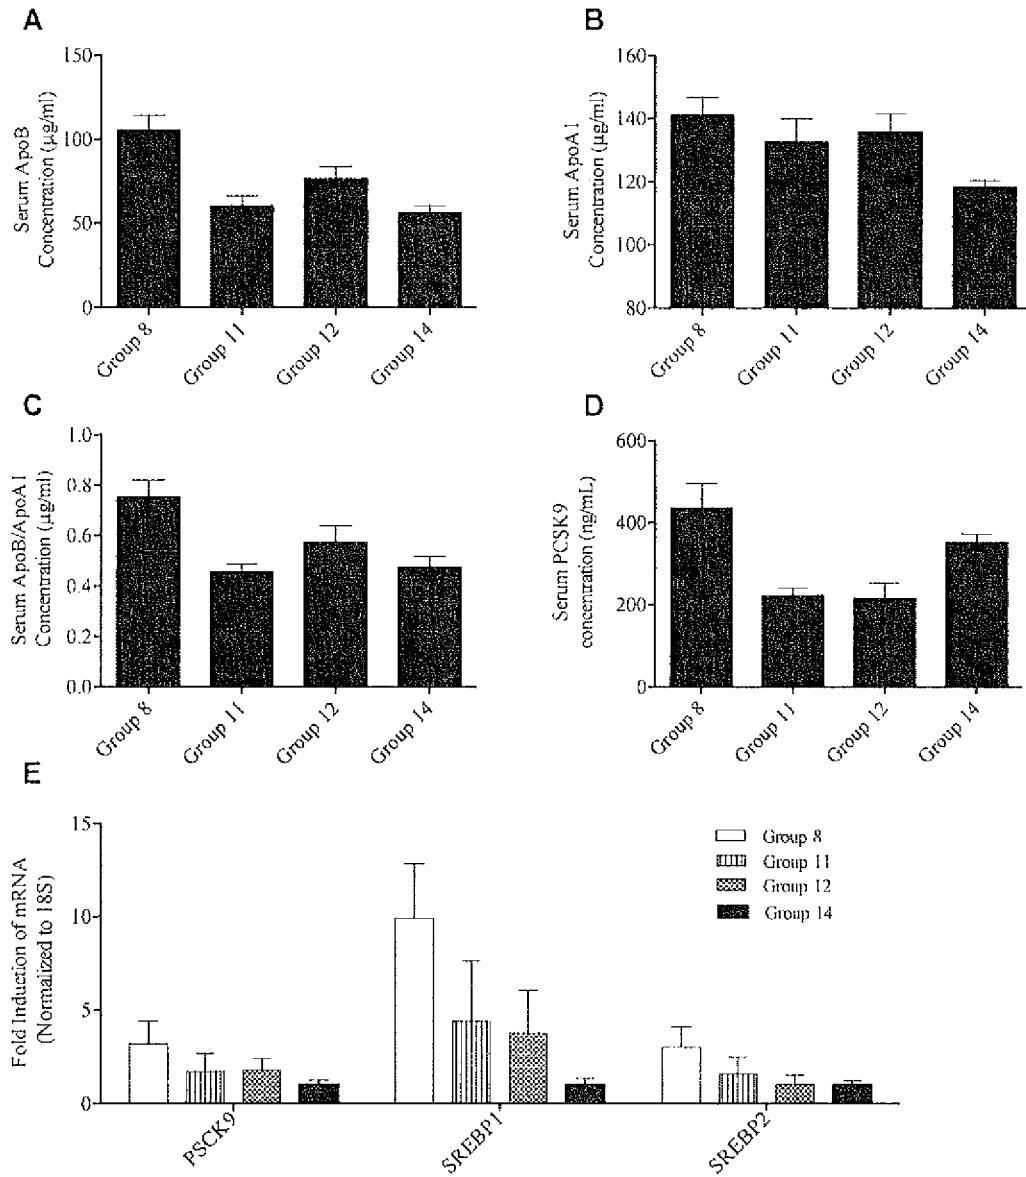 A
Serum ApoB
Concentration (µg/ml)
150
100
50
0
Group 8
Group 11
Group 12
Group 14
B
Serum ApoA1
Concentration (µg/ml)
160
140
120
100
80
Group 8
Group 11
Group 12
Group 14
C
Serum ApoB/ApoA1
Concentration (µg/ml)
1.0
0.8
0.6
0.4
0.2
0.0
Group 8
Group 11
Group 12
Group 14
D
Serum PCSK9
concentration (ng/mL)
600
400
200
0
Group 8
Group 11
Group 12
Group 14
E
Fold Induction of mRNA
(Normalized to 18S)
15
10
5
0
PSCK9
SREBP1
SREBP2
Group 8
Group 11
Group 12
Group 14